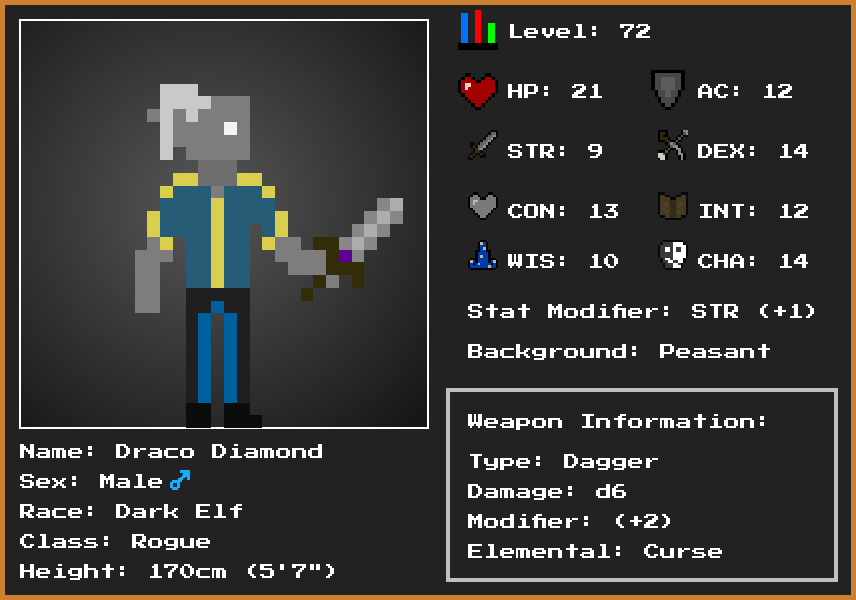 Level: 72
HP: 21
AC: 12
STR: 9
DEX: 14
CON: 13
INT: 12
WIS: 10
CHA: 14
Stat Modifier: STR (+1)
Background: Peasant
Weapon Information:
Type: Dagger
Damage: d6
Modifier: (+2)
Elemental: Curse
Name: Draco Diamond
Sex: Male ♂
Race: Dark Elf
Class: Rogue
Height: 170cm (5'7")